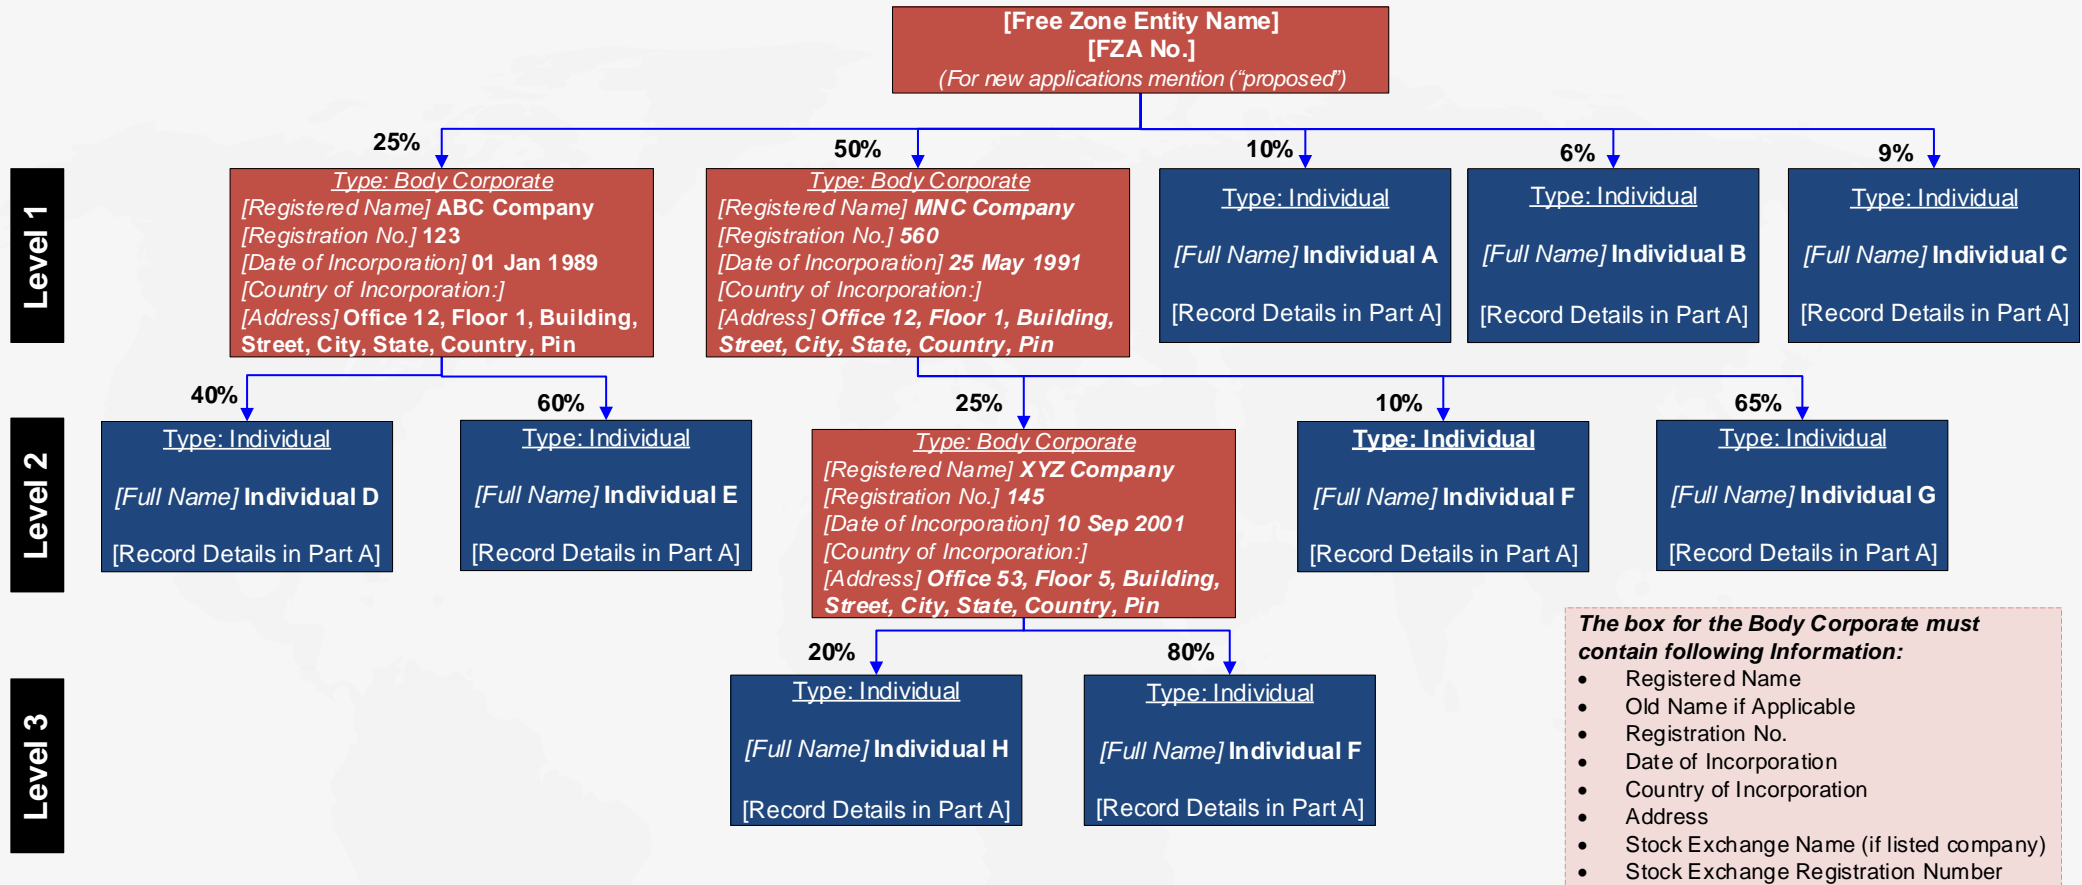 [Free Zone Entity Name]
[FZA No.]
(For new applications mention (“proposed”)
25%
50%
10%
6%
9%
Level 1
Type: Body Corporate
[Registered Name] ABC Company
[Registration No.] 123
[Date of Incorporation] 01 Jan 1989
[Country of Incorporation:]
[Address] Office 12, Floor 1, Building,
Street, City, State, Country, Pin
Type: Body Corporate
[Registered Name] MNC Company
[Registration No.] 560
[Date of Incorporation] 25 May 1991
[Country of Incorporation:]
[Address] Office 12, Floor 1, Building,
Street, City, State, Country, Pin
Type: Individual
[Full Name] Individual A
[Record Details in Part A]
Type: Individual
[Full Name] Individual B
[Record Details in Part A]
Type: Individual
[Full Name] Individual C
[Record Details in Part A]
40%
60%
25%
10%
65%
Level 2
Type: Individual
[Full Name] Individual D
[Record Details in Part A]
Type: Individual
[Full Name] Individual E
[Record Details in Part A]
Type: Body Corporate
[Registered Name] XYZ Company
[Registration No.] 145
[Date of Incorporation] 10 Sep 2001
[Country of Incorporation:]
[Address] Office 53, Floor 5, Building,
Street, City, State, Country, Pin
Type: Individual
[Full Name] Individual F
[Record Details in Part A]
Type: Individual
[Full Name] Individual G
[Record Details in Part A]
20%
80%
Level 3
Type: Individual
[Full Name] Individual H
[Record Details in Part A]
Type: Individual
[Full Name] Individual F
[Record Details in Part A]
The box for the Body Corporate must
contain following Information:
• Registered Name
• Old Name if Applicable
• Registration No.
• Date of Incorporation
• Country of Incorporation
• Address
• Stock Exchange Name (if listed company)
• Stock Exchange Registration Number